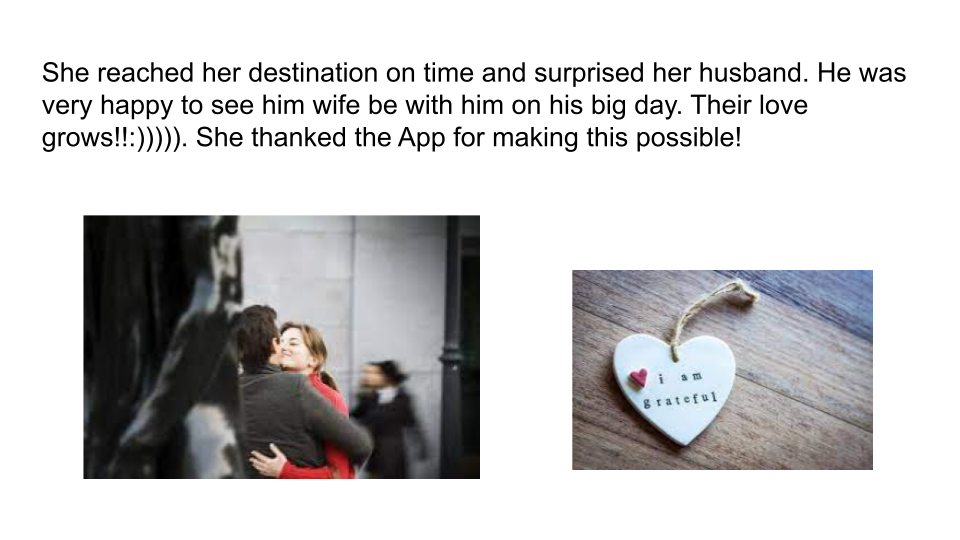 She reached her destination on time and surprised her husband. He was
very happy to see him wife be with him on his big day. Their love
grows!!:))))). She thanked the App for making this possible!
i am
grateful